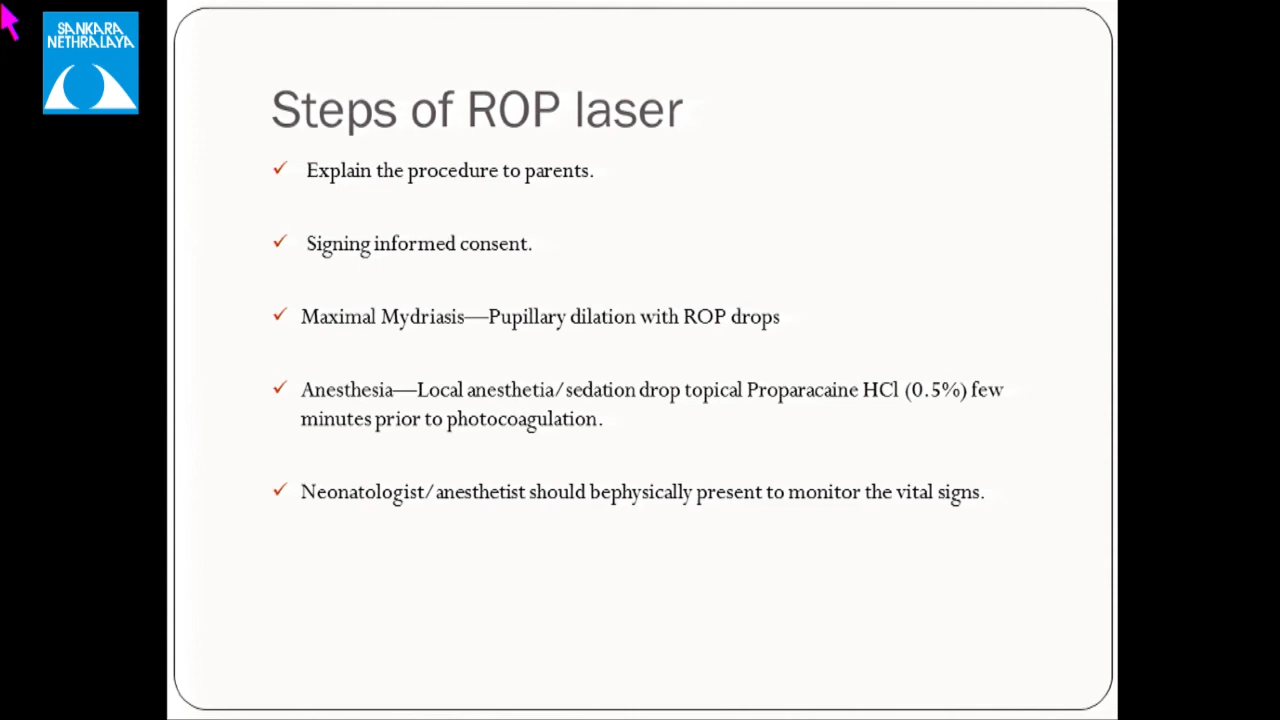 SANKARA
NETHRALAYA
Steps of ROP laser
✓ Explain the procedure to parents.
✓ Signing informed consent.
✓ Maximal Mydriasis—Pupillary dilation with ROP drops
✓ Anesthesia—Local anesthetia/sedation drop topical Proparacaine HCl (0.5%) few
minutes prior to photocoagulation.
✓ Neonatologist/anesthetist should bephysically present to monitor the vital signs.